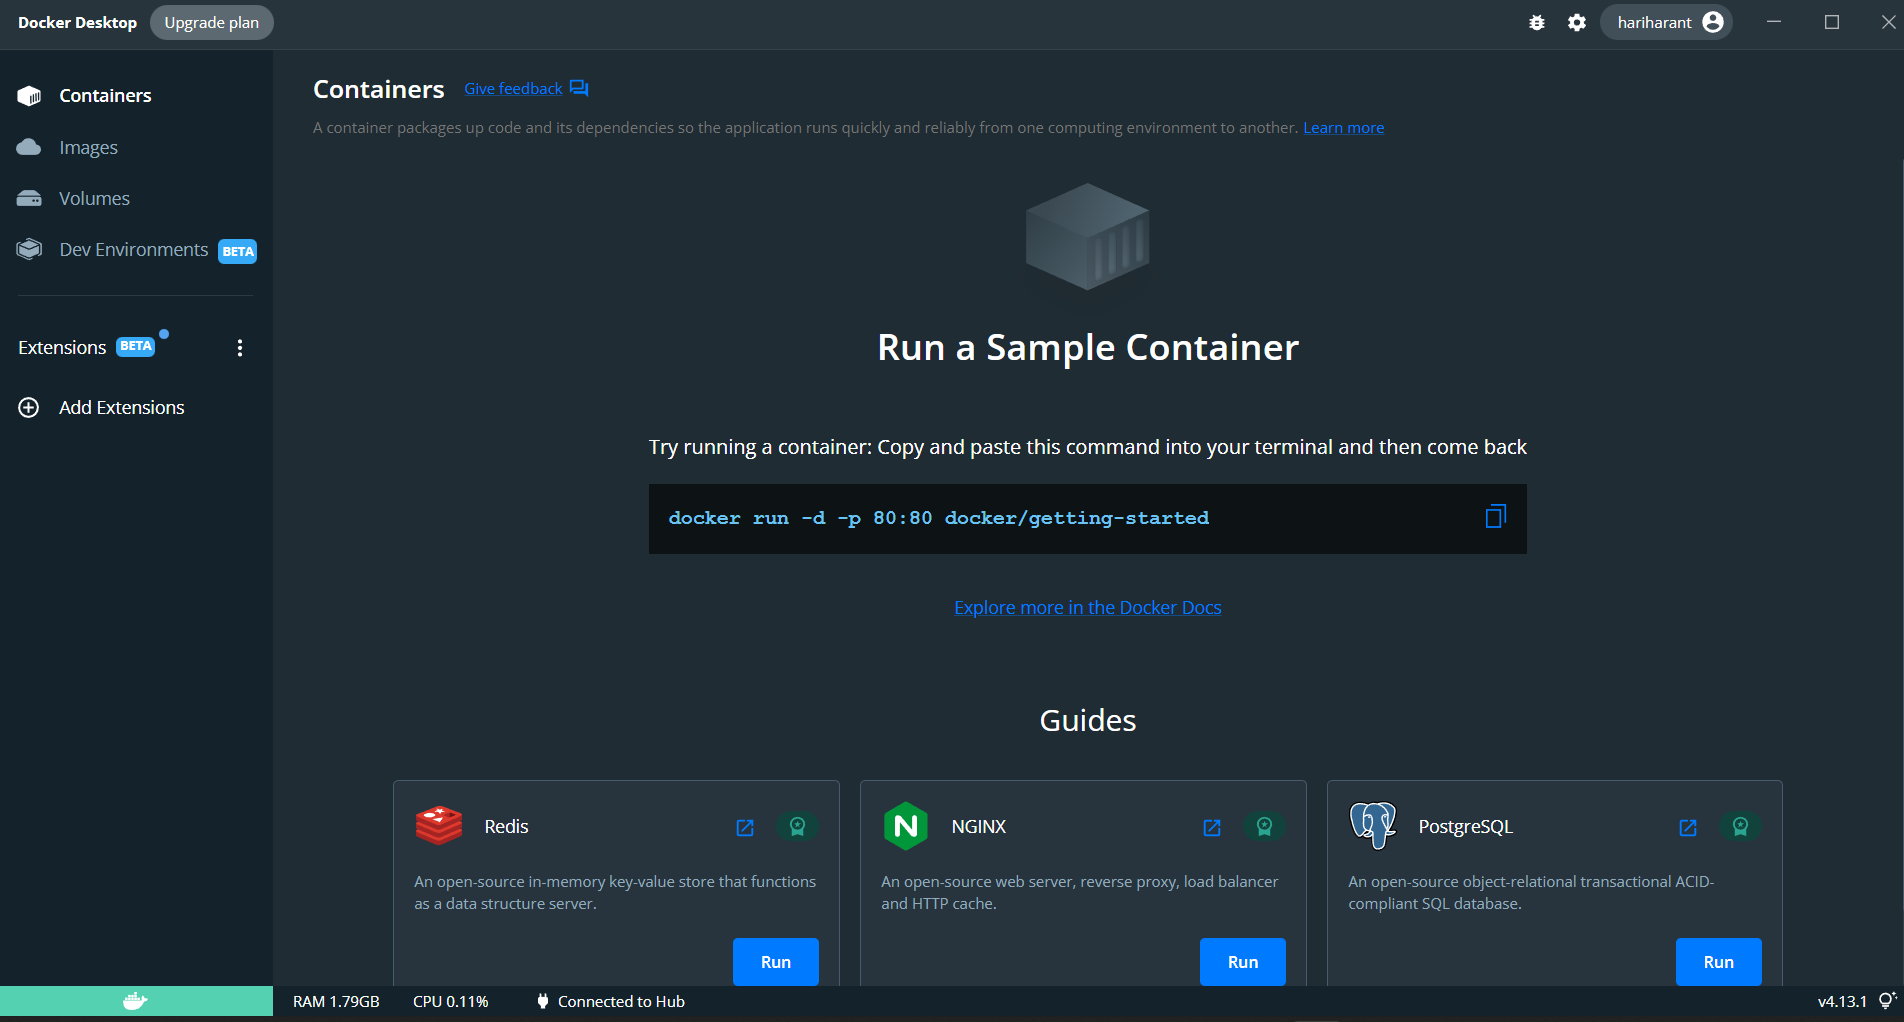 Docker Desktop
Upgrade plan
hariharant
Containers
Images
Volumes
Dev Environments BETA
Extensions BETA
Add Extensions
Containers
Give feedback
A container packages up code and its dependencies so the application runs quickly and reliably from one computing environment to another. Learn more
Run a Sample Container
Try running a container: Copy and paste this command into your terminal and then come back
docker run -d -p 80:80 docker/getting-started
Explore more in the Docker Docs
Guides
Redis
An open-source in-memory key-value store that functions
as a data structure server.
Run
N
NGINX
An open-source web server, reverse proxy, load balancer
and HTTP cache.
Run
PostgreSQL
An open-source object-relational transactional ACID-
compliant SQL database.
Run
RAM 1.79GB
CPU 0.11%
Connected to Hub
v4.13.1